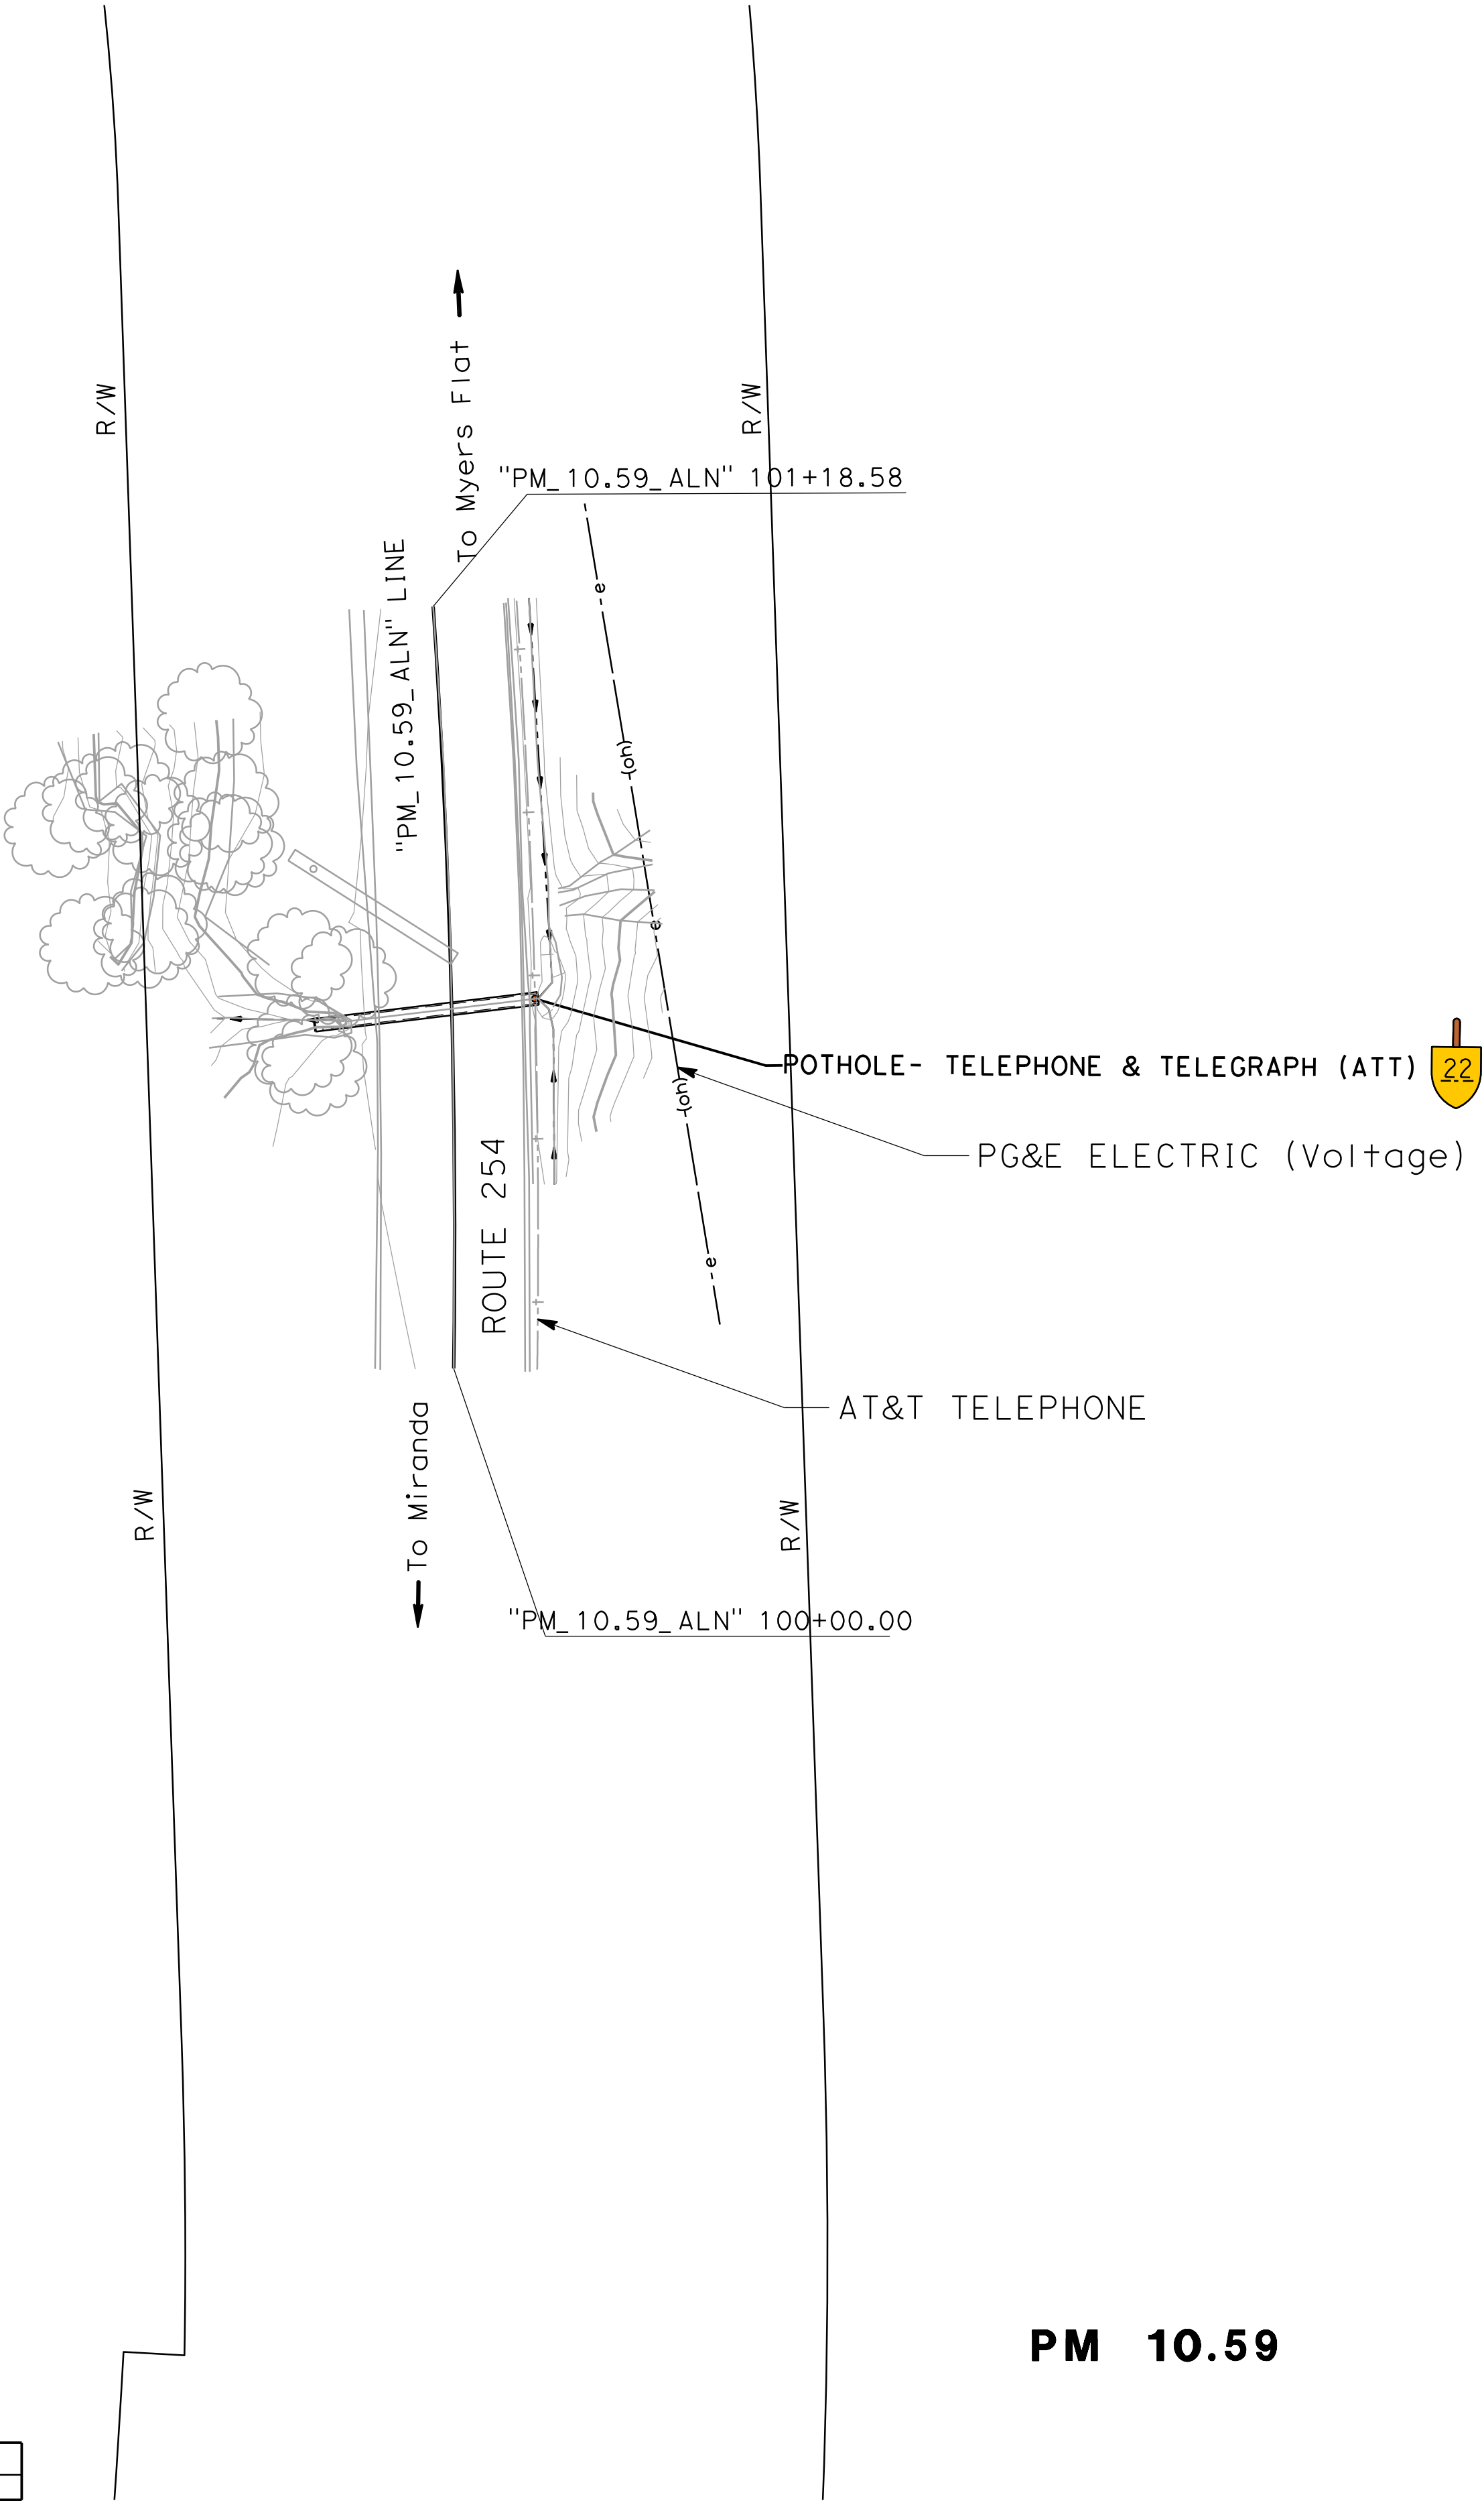 R/W
R/W
To Myers Flat
"PM_10.59_ALN" 101+18.58
"PM_10.59_ALN" LINE
e
(oh)
e
POTHOLE- TELEPHONE & TELEGRAPH (ATT)
22
(oh)
PG&E ELECTRIC (Voltage)
ROUTE 254
e
AT&T TELEPHONE
To Miranda
R/W
R/W
"PM_10.59_ALN" 100+00.00
PM 10.59